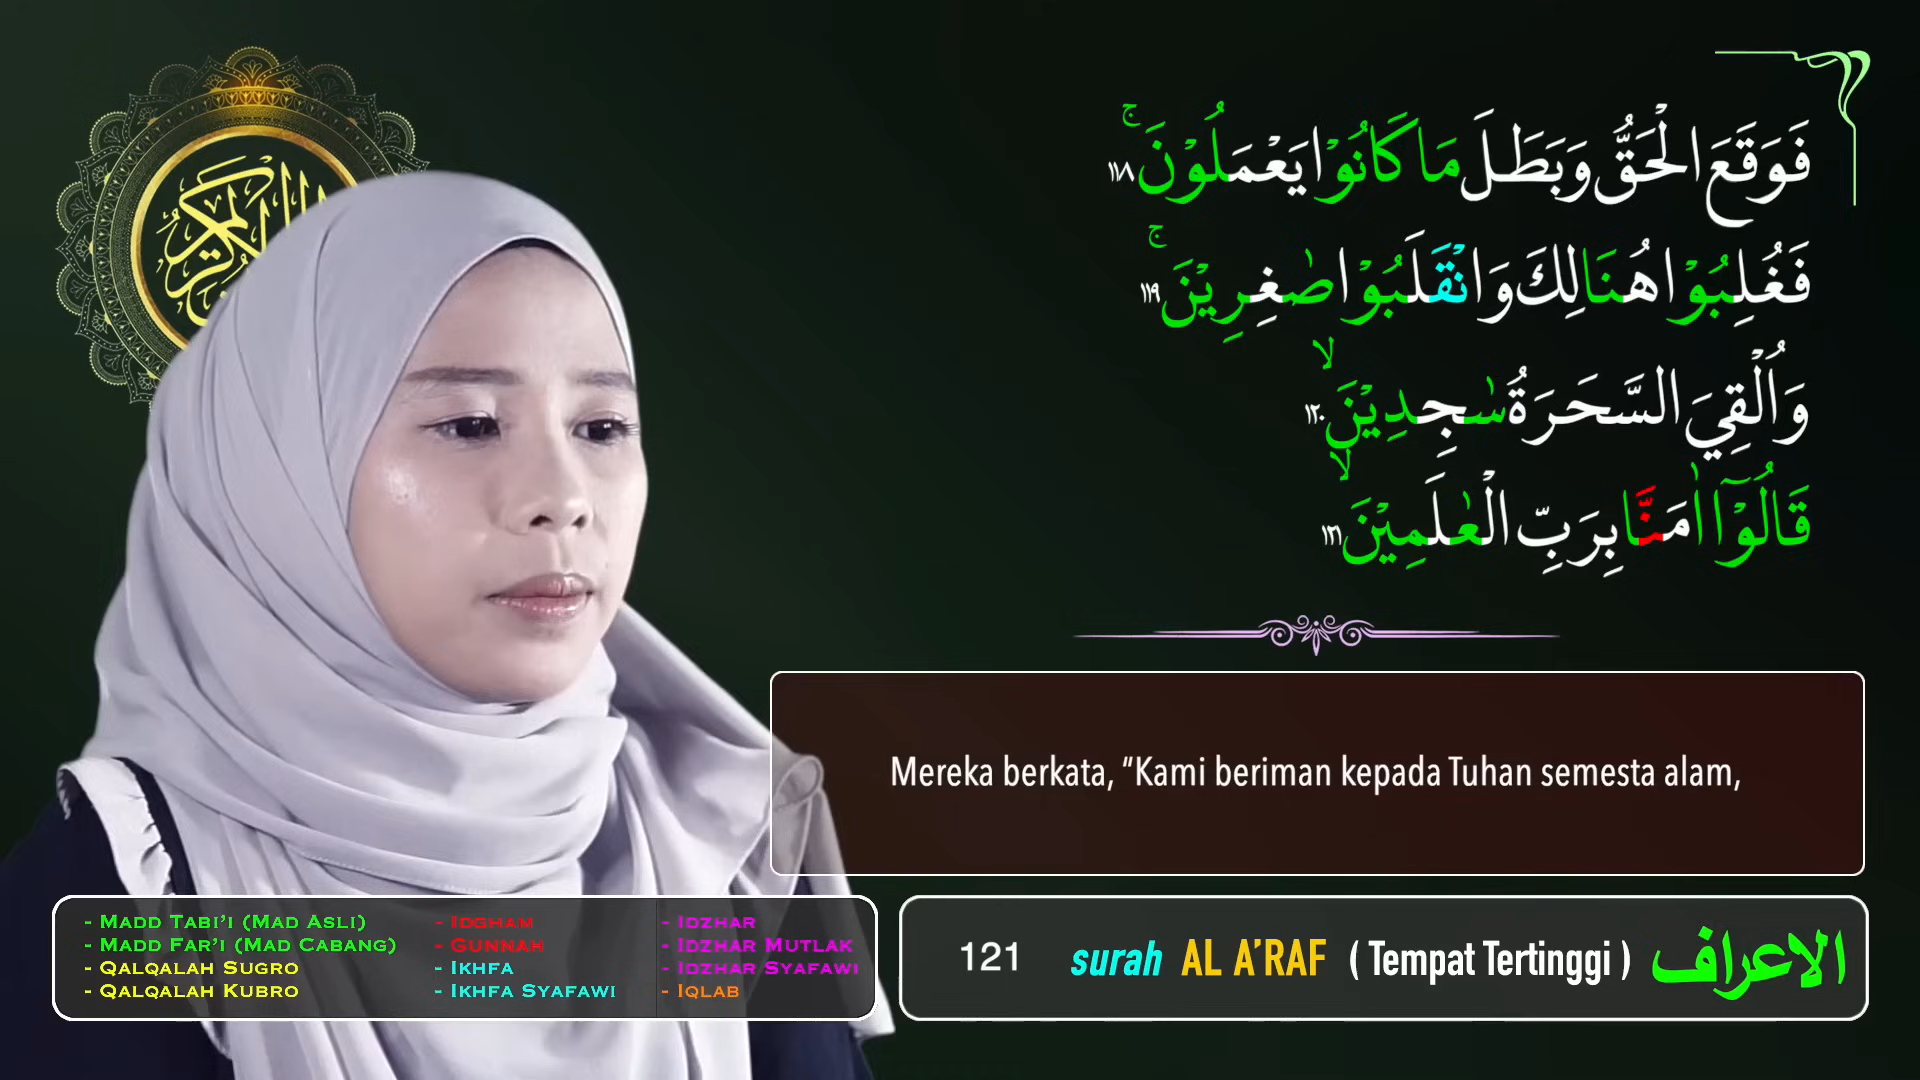 فَوَقَعَ الْحَقُّ وَبَطَلَ مَا كَانُوْا يَعْمَلُوْنَۚ ١١٨
فَغُلِبُوْا هُنَالِكَ وَانْقَلَبُوْا صٰغِرِيْنَۚ ١١٩
وَاُلْقِيَ السَّحَرَةُ سٰجِدِيْنَۙ ١٢٠
قَالُوْٓا اٰمَنَّا بِرَبِّ الْعٰلَمِيْنَۙ ١٢١
Mereka berkata, “Kami beriman kepada Tuhan semesta alam,
- Madd Tabi’i (Mad Asli)
- Madd Far’i (Mad Cabang)
- Qalqalah Sugro
- Qalqalah Kubro
- Idgham
- Gunnah
- Ikhfa
- Ikhfa Syafawi
- Idzhar
- Idzhar Mutlak
- Idzhar Syafawi
- Iqlab
121 surah AL A’RAF ( Tempat Tertinggi ) الاعراف